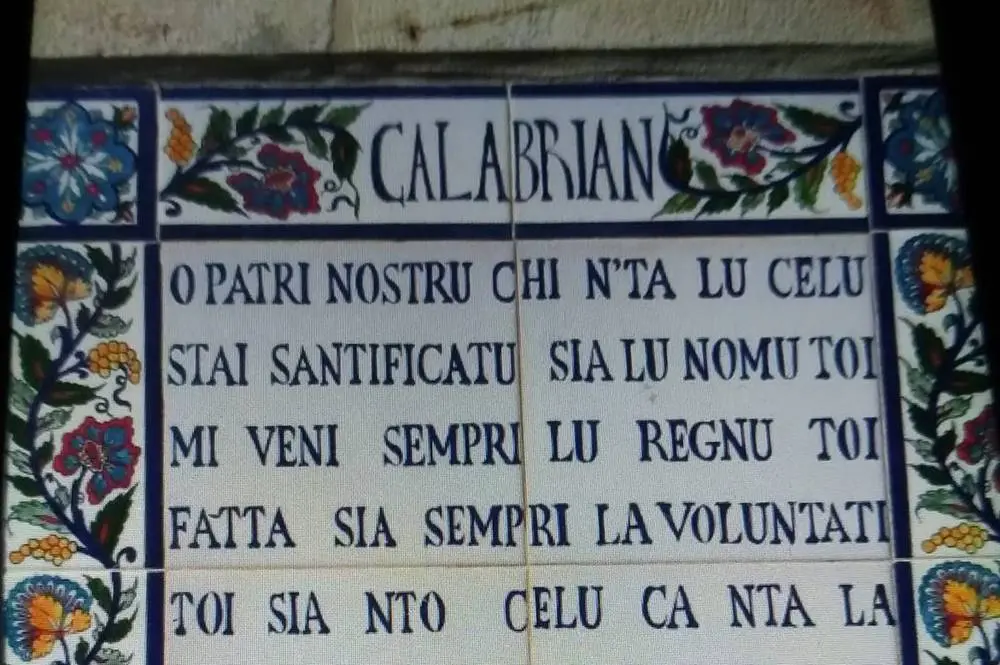 CALABRIAN
O PATRI NOSTRU CHI N'TA LU CELU
STAI SANTIFICATU SIA LU NOMU TOI
MI VENI SEMPRI LU REGNU TOI
FATTA SIA SEMPRI LA VOLUNTATI
TOI SIA NTO CELU CA NTA LA